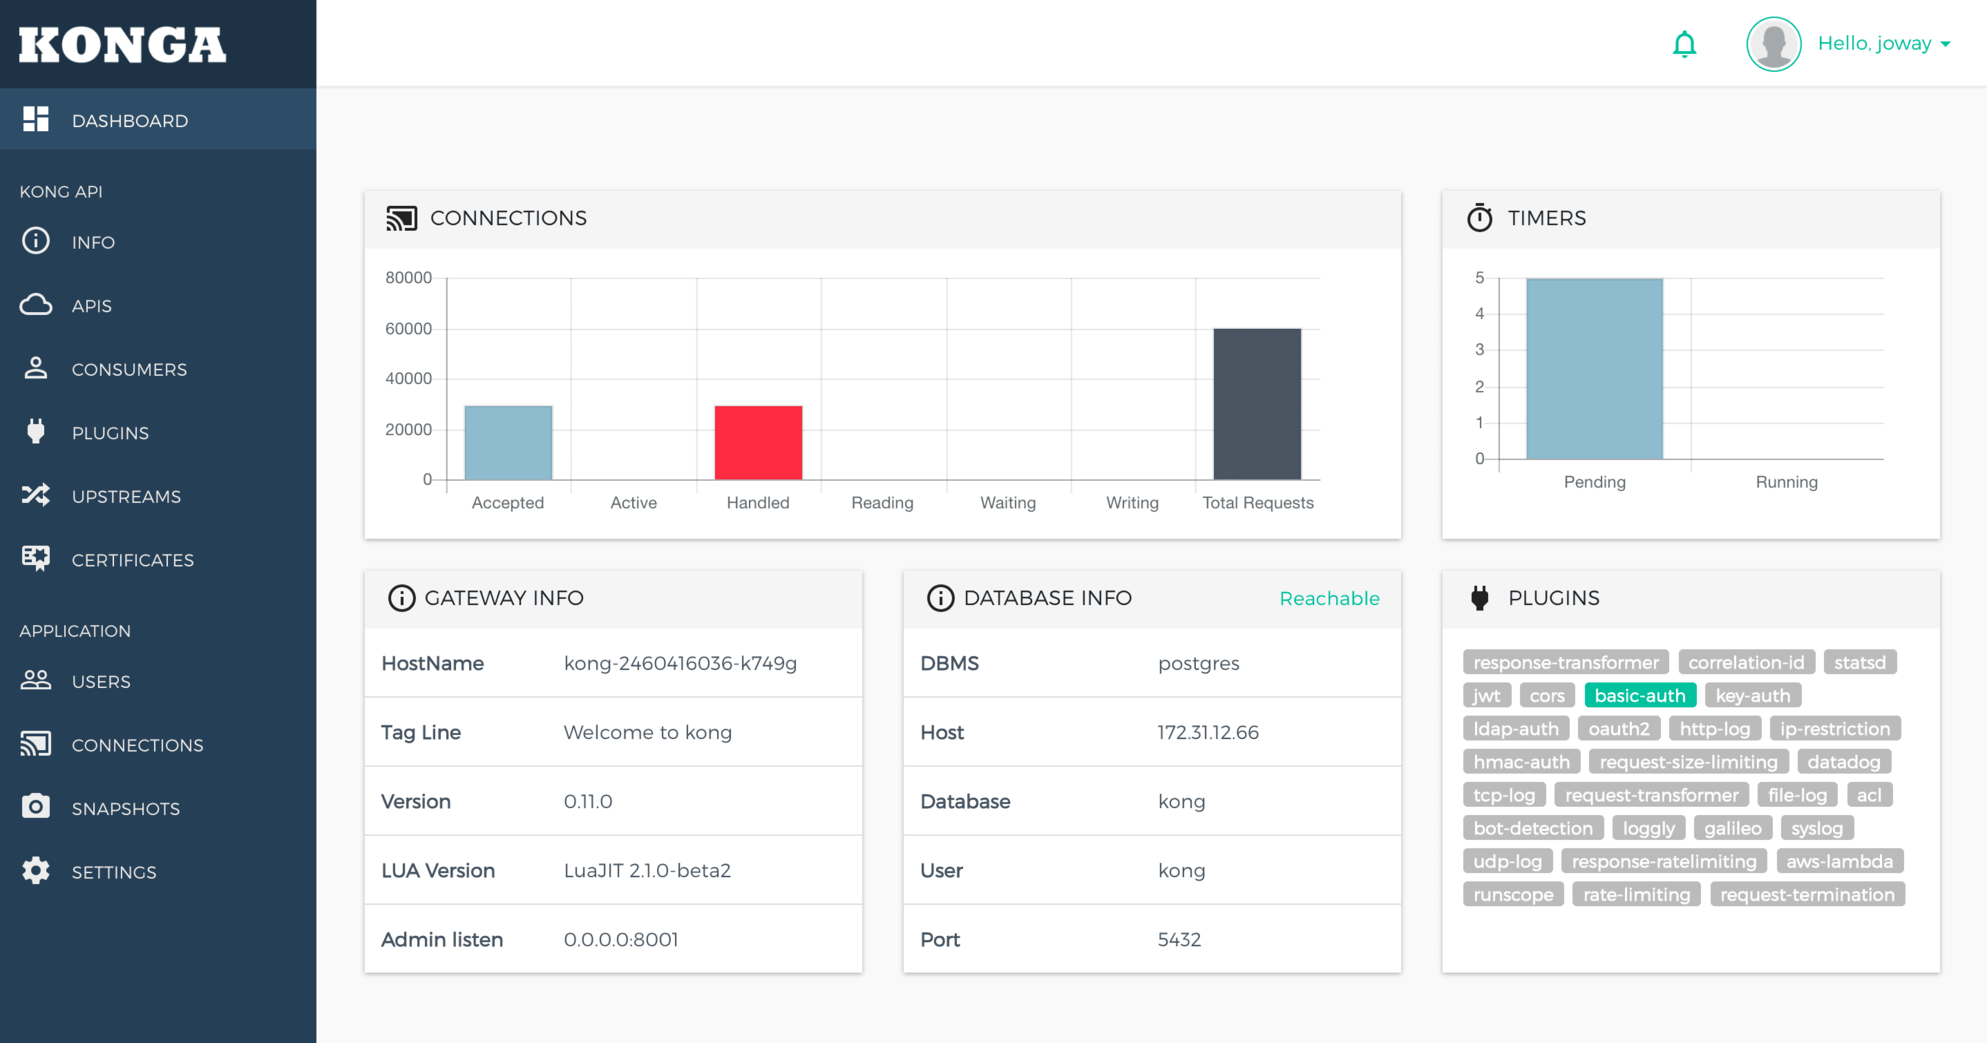 KONGA
Hello, joway
DASHBOARD
KONG API
INFO
APIS
CONSUMERS
PLUGINS
UPSTREAMS
CERTIFICATES
APPLICATION
USERS
CONNECTIONS
SNAPSHOTS
SETTINGS
CONNECTIONS
80000
60000
40000
20000
0
Accepted Active Handled Reading Waiting Writing Total Requests
TIMERS
5
4
3
2
1
0
Pending Running
GATEWAY INFO
HostName kong-2460416036-k749g
Tag Line Welcome to kong
Version 0.11.0
LUA Version LuaJIT 2.1.0-beta2
Admin listen 0.0.0.0:8001
DATABASE INFO Reachable
DBMS postgres
Host 172.31.12.66
Database kong
User kong
Port 5432
PLUGINS
response-transformer correlation-id statsd
jwt cors basic-auth key-auth
ldap-auth oauth2 http-log ip-restriction
hmac-auth request-size-limiting datadog
tcp-log request-transformer file-log acl
bot-detection loggly galileo syslog
udp-log response-ratelimiting aws-lambda
runscope rate-limiting request-termination